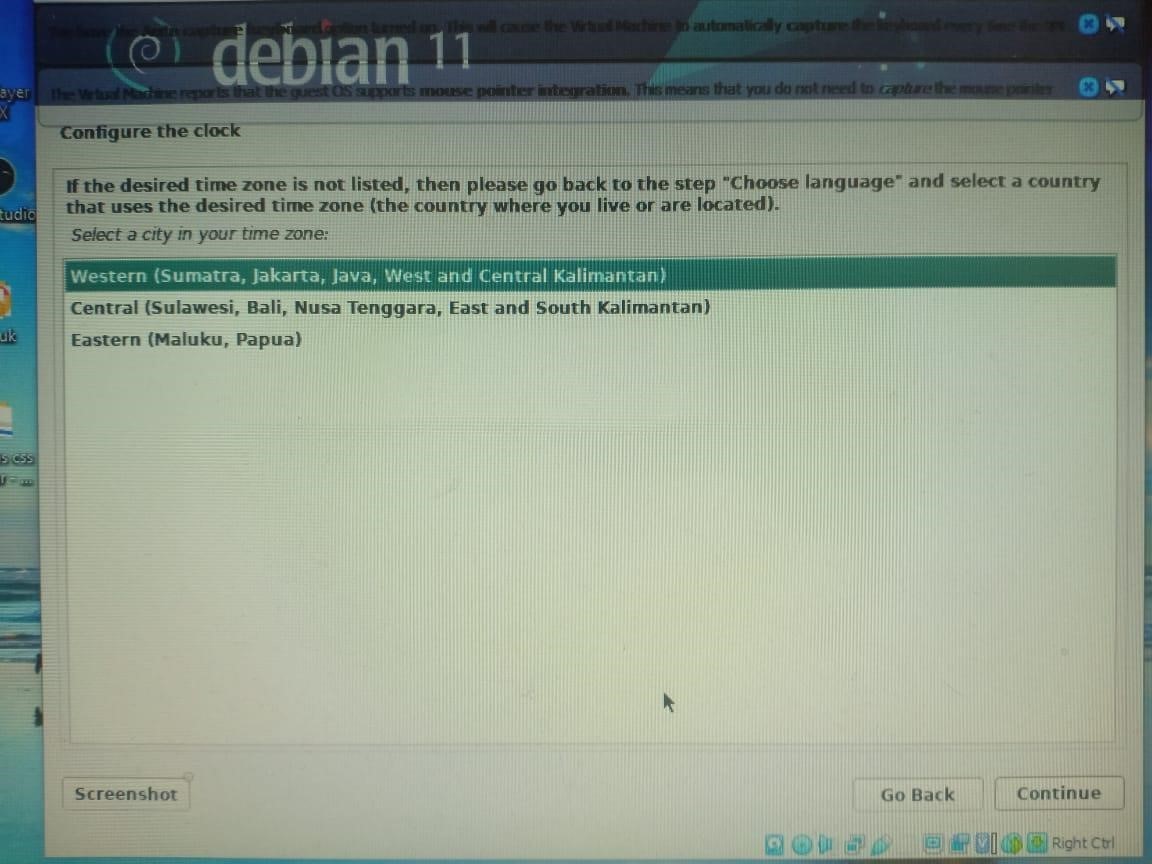 You have the Auto capture keyboard option turned on. This will cause the Virtual Machine to automatically capture the keyboard every time the
debian 11
The Virtual Machine reports that the guest OS supports mouse pointer integration. This means that you do not need to capture the mouse pointer
ayer
X
Configure the clock
If the desired time zone is not listed, then please go back to the step "Choose language" and select a country
that uses the desired time zone (the country where you live or are located).
tudio
Select a city in your time zone:
Western (Sumatra, Jakarta, Java, West and Central Kalimantan)
Central (Sulawesi, Bali, Nusa Tenggara, East and South Kalimantan)
Eastern (Maluku, Papua)
uk
s css
Screenshot
Go Back
Continue
Right Ctrl